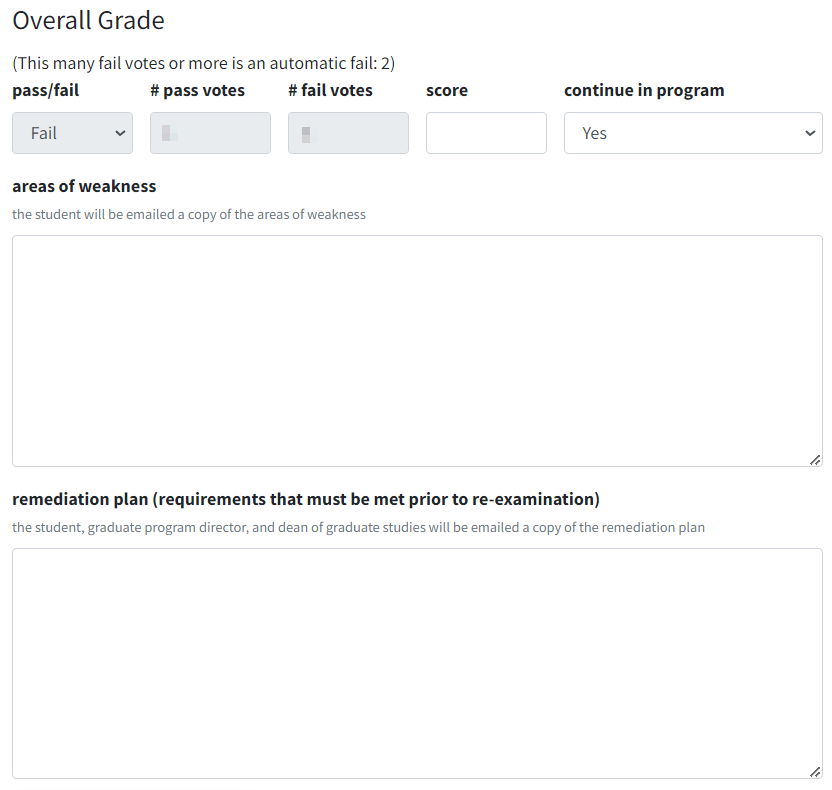 Overall Grade
(This many fail votes or more is an automatic fail: 2)
pass/fail # pass votes # fail votes score continue in program
Fail Yes
areas of weakness
the student will be emailed a copy of the areas of weakness
remediation plan (requirements that must be met prior to re-examination)
the student, graduate program director, and dean of graduate studies will be emailed a copy of the remediation plan